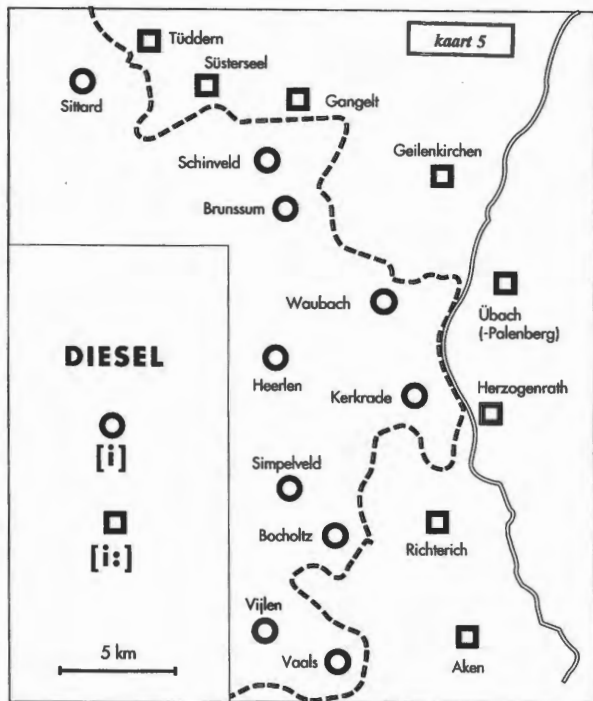 kaart 5
Tüddern
Süsterseel
Sittard
Gangelt
Schinveld
Geilenkirchen
Brunssum
Waubach
Übach
(-Palenberg)
DIESEL
Heerlen
Kerkrade
Herzogenrath
[i]
Simpelveld
Bocholtz
Richterich
[i:]
Vijlen
5 km
Vaals
Aken